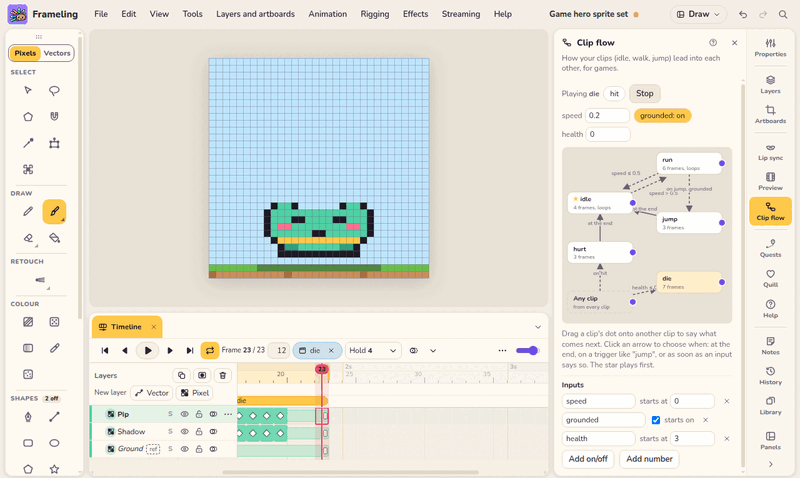 Frameling
File Edit View Tools Layers and artboards Animation Rigging Effects Streaming Help
Game hero sprite set
Draw
Pixels Vectors
SELECT
DRAW
RETOUCH
COLOUR
SHAPES 2 off
Timeline
Frame 23 / 23 12 die Hold 4
Layers
New layer Vector Pixel
20 23 2s 25 3s
die
Pip S
Shadow S
Ground ref S
Clip flow
How your clips (idle, walk, jump) lead into each other, for games.
Playing die hit Stop
speed 0.2 grounded: on
health 0
run
6 frames, loops
speed ≥ 0.5
on jump, grounded
idle
4 frames, loops
at the end
jump
3 frames
at the end
hurt
on hit
die
7 frames
Any clip
from every clip
Drag a clip's dot onto another clip to say what
comes next. Click an arrow to choose when: at the
end, on a trigger like "jump", or as soon as an input
says so. The star plays first.
Inputs
speed starts at 0
grounded starts on
health starts at 3
Add on/off Add number
Properties
Layers
Artboards
Lip sync
Preview
Clip flow
Quests
Quill
Help
Notes
History
Library
Panels